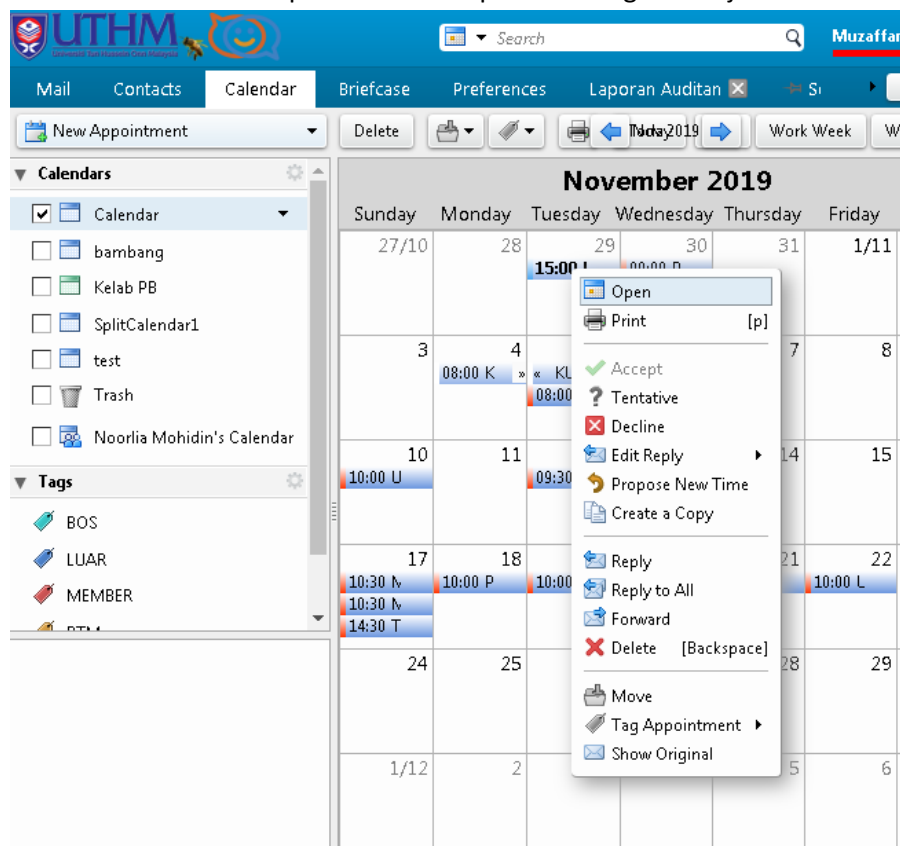 UTHM
Search
Muzaffar
Mail Contacts Calendar Briefcase Preferences Laporan Auditan
New Appointment Delete Nov 2019 Work Week W
Calendars
Calendar
bambang
Kelab PB
SplitCalendar1
test
Trash
Noorlia Mohidin's Calendar
Tags
BOS
LUAR
MEMBER
November 2019
Sunday Monday Tuesday Wednesday Thursday Friday
27/10 28 29 30 31 1/11
15:00
3 4 7 8
08:00 K » « KU
08:00
10 11 14 15
10:00 U 09:30
17 18 21 22
10:30 N 10:00 P 10:00 10:00 L
10:30 N
14:30 T
24 25 28 29
1/12 2 5 6
Open
Print [p]
Accept
Tentative
Decline
Edit Reply
Propose New Time
Create a Copy
Reply
Reply to All
Forward
Delete [Backspace]
Move
Tag Appointment
Show Original